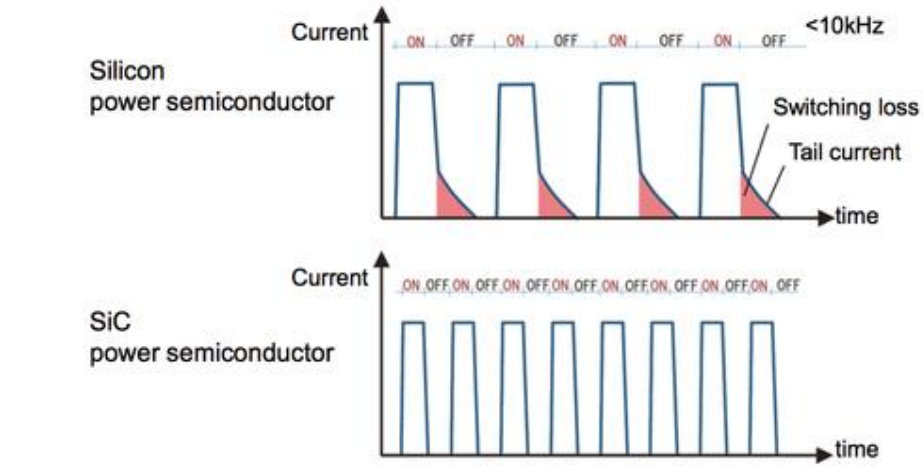 Current
ON OFF ON OFF ON OFF ON OFF
<10kHz
Silicon
power semiconductor
Switching loss
Tail current
time
Current
ON OFF ON OFF ON OFF ON OFF ON OFF ON OFF ON OFF ON OFF
SiC
power semiconductor
time